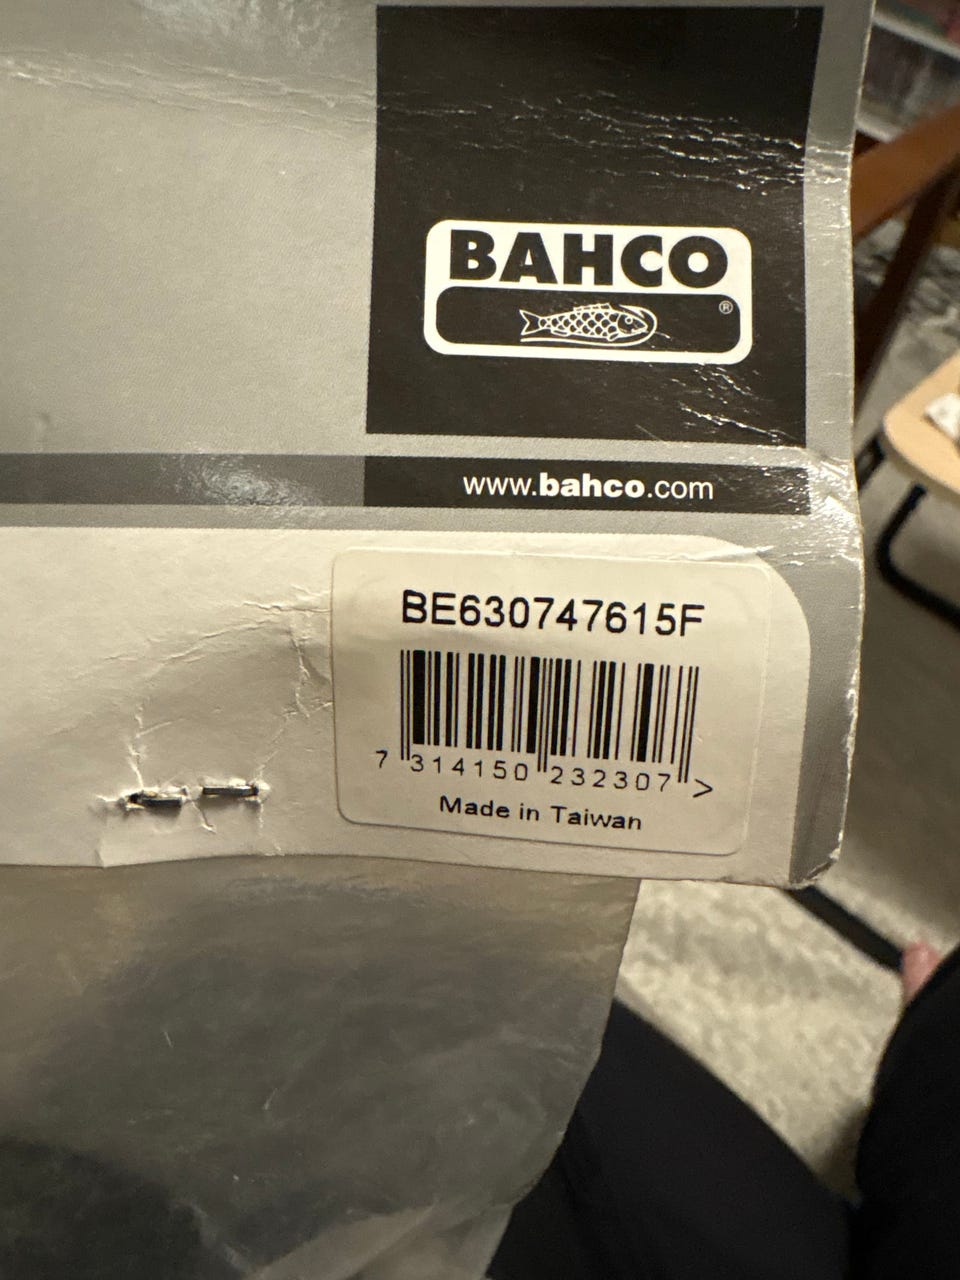 BAHCO
®
www.bahco.com
BE630747615F
7 314150 232307 >
Made in Taiwan